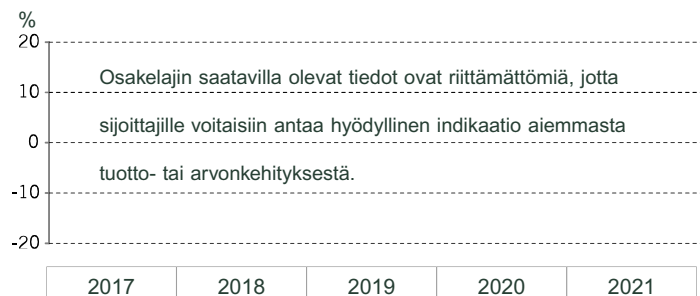 %
20
Osakelajin saatavilla olevat tiedot ovat riittämättömiä, jotta
10
sijoittajille voitaisiin antaa hyödyllinen indikaatio aiemmasta
0
tuotto- tai arvonkehityksestä.
-10
-20
2017 2018 2019 2020 2021